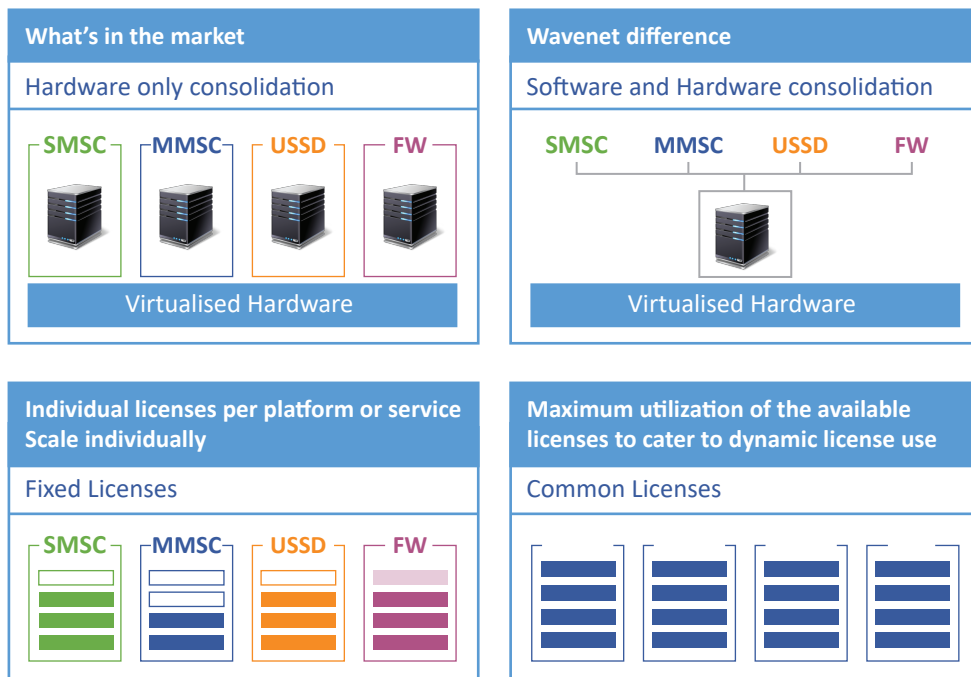 What’s in the market
Hardware only consolidation
SMSC MMSC USSD FW
Virtualised Hardware
Wavenet difference
Software and Hardware consolidation
SMSC MMSC USSD FW
Virtualised Hardware
Individual licenses per platform or service
Scale individually
Fixed Licenses
SMSC MMSC USSD FW
Maximum utilization of the available
licenses to cater to dynamic license use
Common Licenses